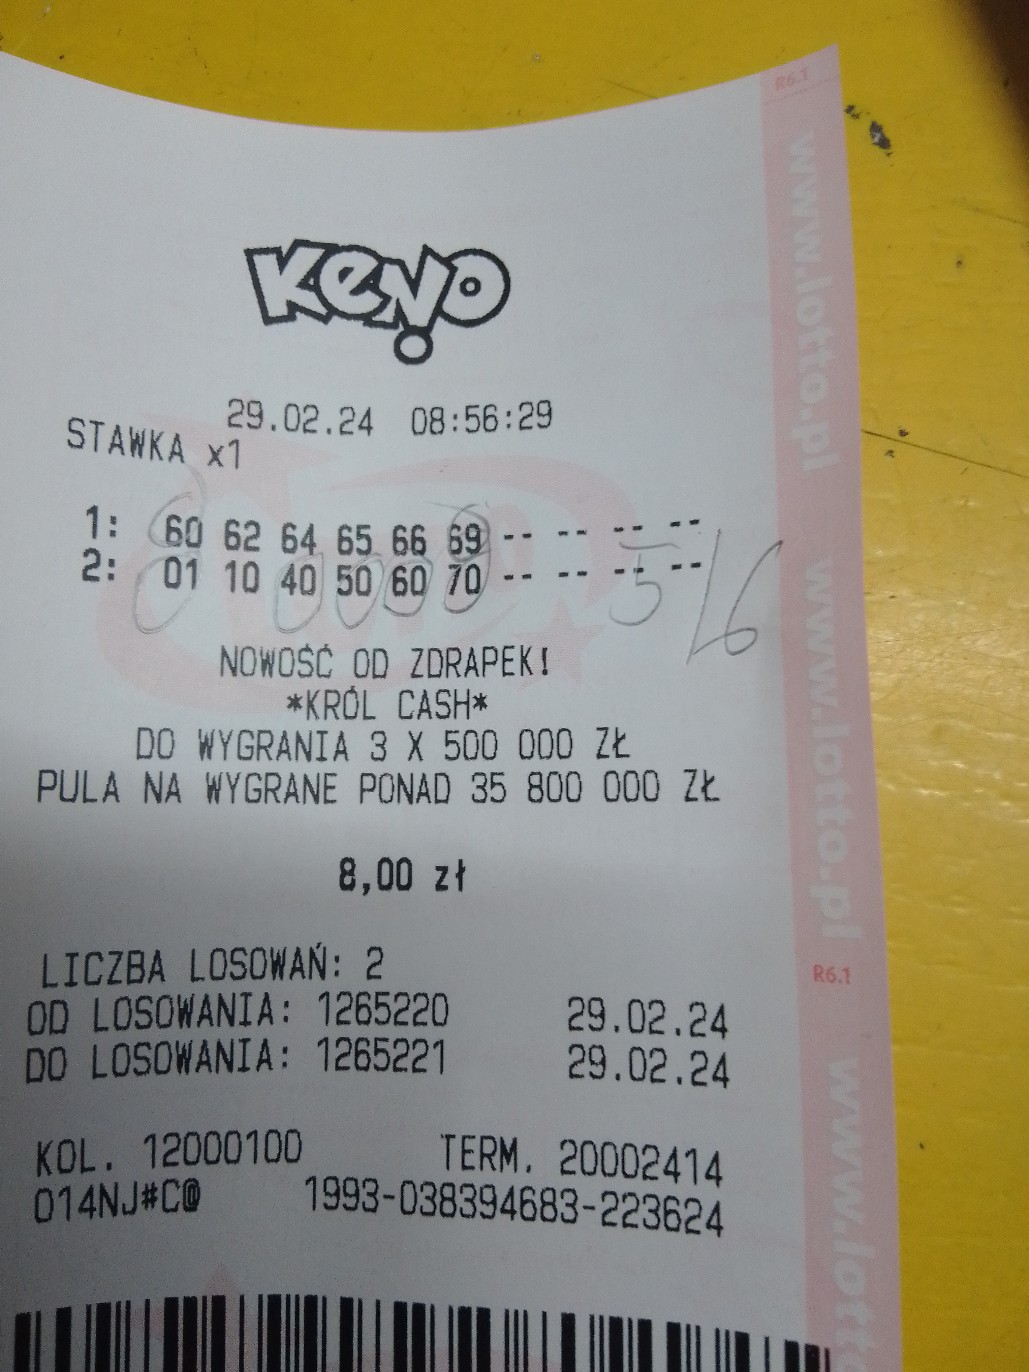 R6.1
www.lotto.pl
KENO
29.02.24 08:56:29
STAWKA x1
1: 60 62 64 65 66 69 -- -- -- --
2: 01 10 40 50 60 70 -- -- -- --
5/6
NOWOŚĆ OD ZDRAPEK!
*KRÓL CASH*
DO WYGRANIA 3 X 500 000 ZŁ
PULA NA WYGRANE PONAD 35 800 000 ZŁ
8,00 zł
www.lotto.pl
LICZBA LOSOWAŃ: 2
R6.1
OD LOSOWANIA: 1265220 29.02.24
DO LOSOWANIA: 1265221 29.02.24
KOL. 12000100 TERM. 20002414
014NJ#C@ 1993-038394683-223624
www.lott